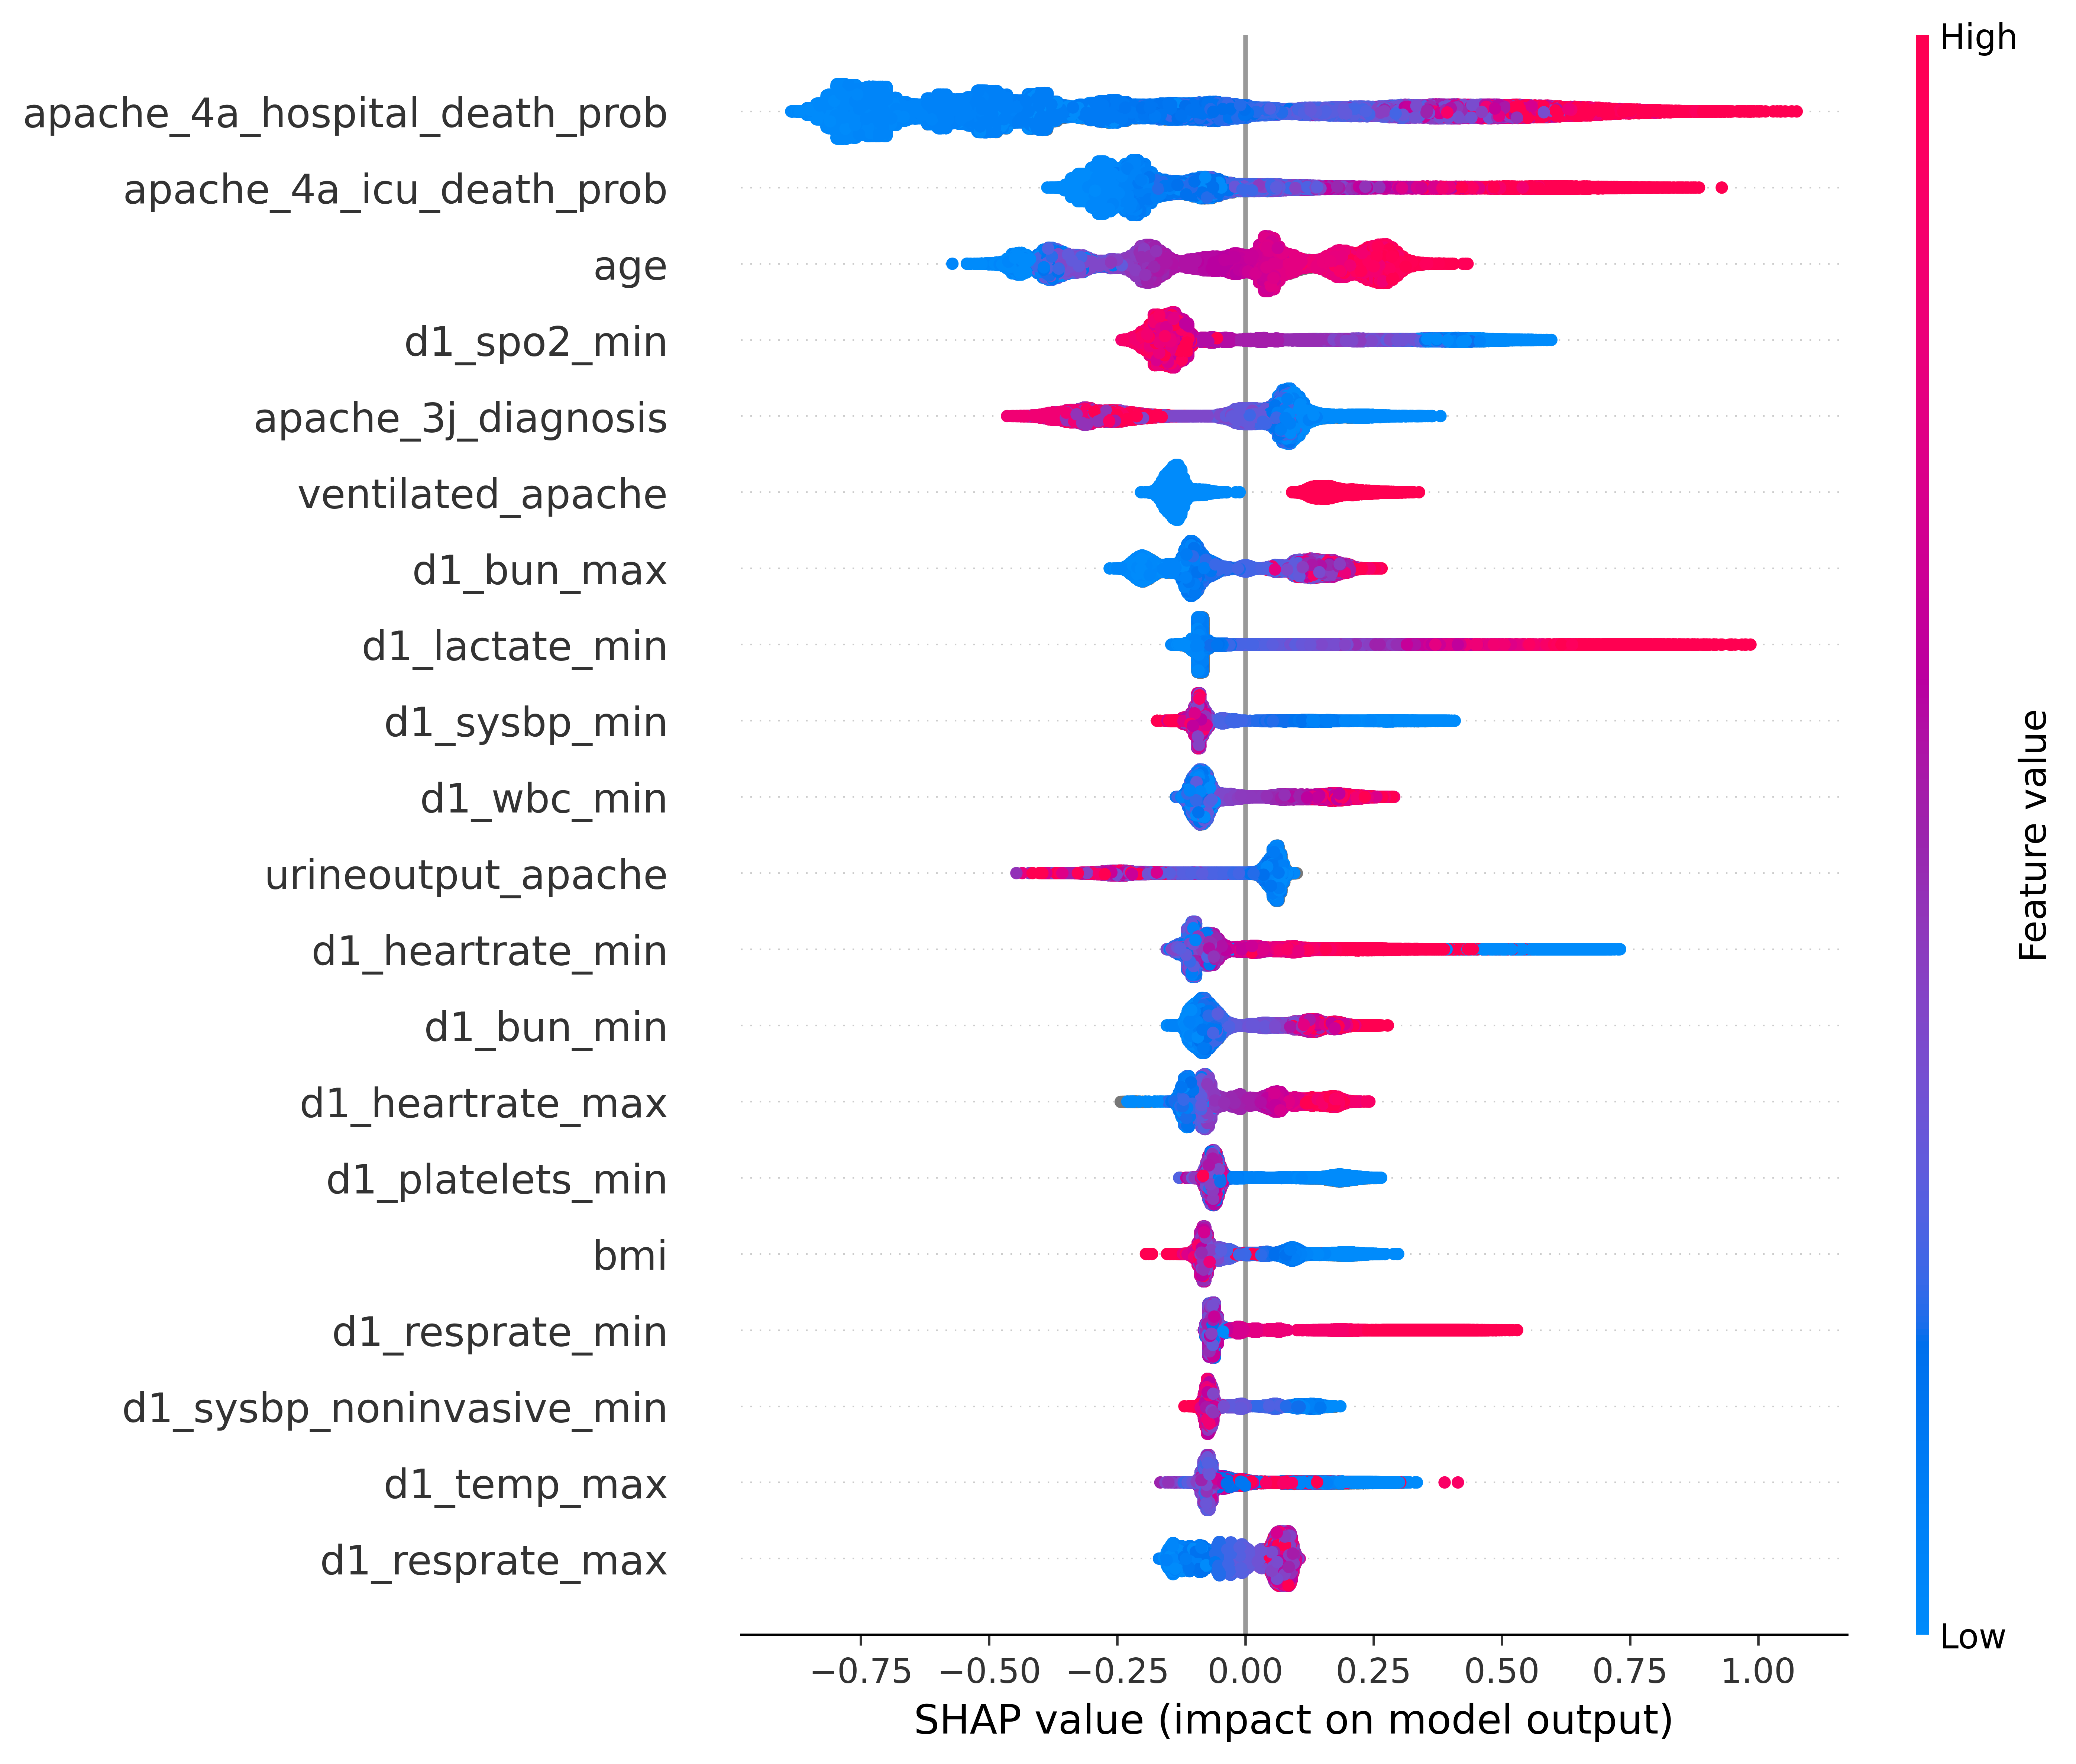 High
apache_4a_hospital_death_prob
apache_4a_icu_death_prob
age
d1_spo2_min
apache_3j_diagnosis
ventilated_apache
d1_bun_max
d1_lactate_min
d1_sysbp_min
d1_wbc_min
urineoutput_apache
d1_heartrate_min
d1_bun_min
d1_heartrate_max
d1_platelets_min
bmi
d1_resprate_min
d1_sysbp_noninvasive_min
d1_temp_max
d1_resprate_max
Feature value
Low
−0.75 −0.50 −0.25 0.00 0.25 0.50 0.75 1.00
SHAP value (impact on model output)